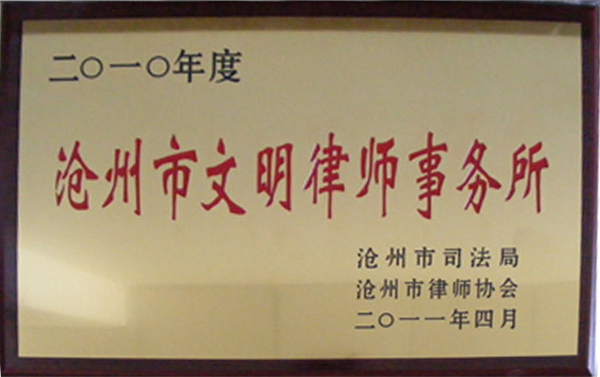 二〇一〇年度
沧州市文明律师事务所
沧州市司法局
沧州市律师协会
二〇一一年四月